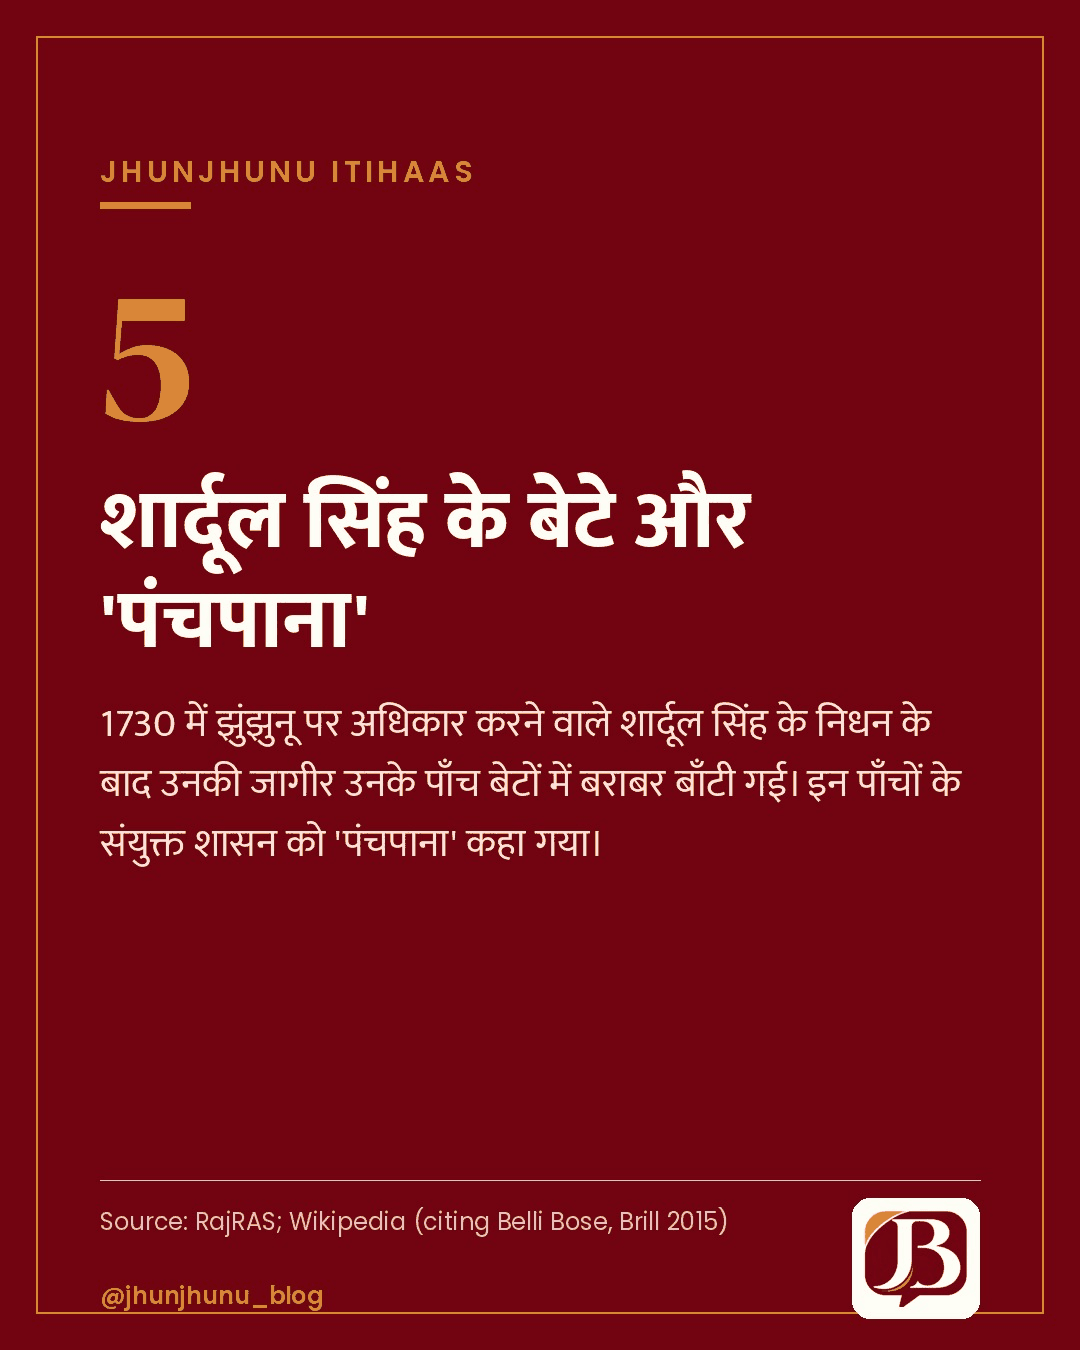 JHUNJHUNU ITIHAAS
5
शार्दूल सिंह के बेटे और
'पंचपाना'
1730 में झुंझुनू पर अधिकार करने वाले शार्दूल सिंह के निधन के
बाद उनकी जागीर उनके पाँच बेटों में बराबर बाँटी गई। इन पाँचों के
संयुक्त शासन को 'पंचपाना' कहा गया।
Source: RajRAS; Wikipedia (citing Belli Bose, Brill 2015)
JB
@jhunjhunu_blog